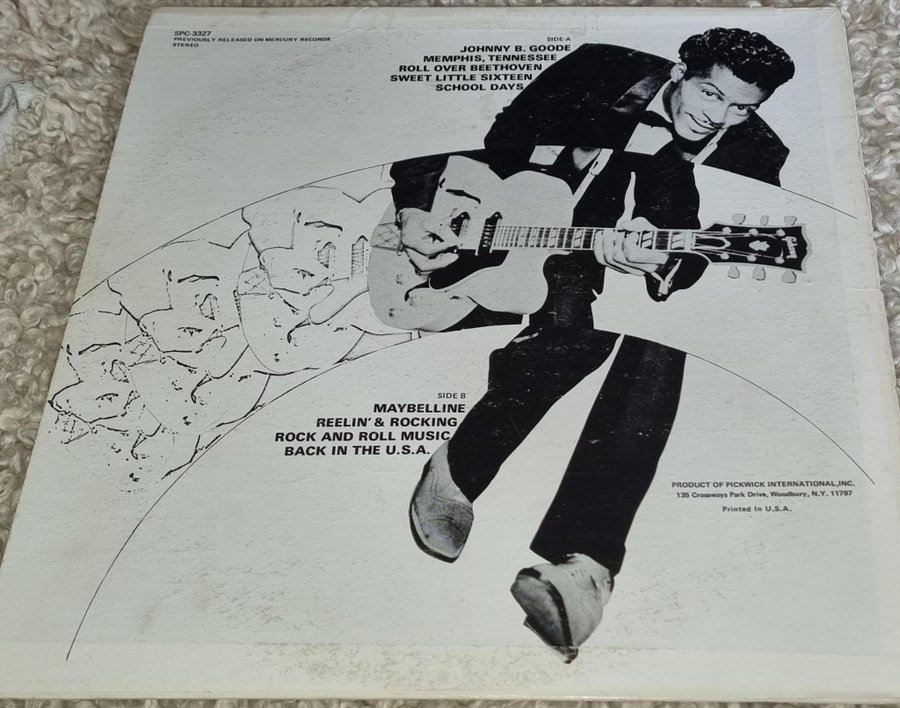 SPC-3327
PREVIOUSLY RELEASED ON MERCURY RECORDS
STEREO
SIDE-A
JOHNNY B. GOODE
MEMPHIS, TENNESSEE
ROLL OVER BEETHOVEN
SWEET LITTLE SIXTEEN
SCHOOL DAYS
Gibson
SIDE B
MAYBELLINE
REELIN' & ROCKING
ROCK AND ROLL MUSIC
BACK IN THE U.S.A.
PRODUCT OF PICKWICK INTERNATIONAL,INC.
135 Crossways Park Drive, Woodbury, N.Y. 11797
Printed In U.S.A.